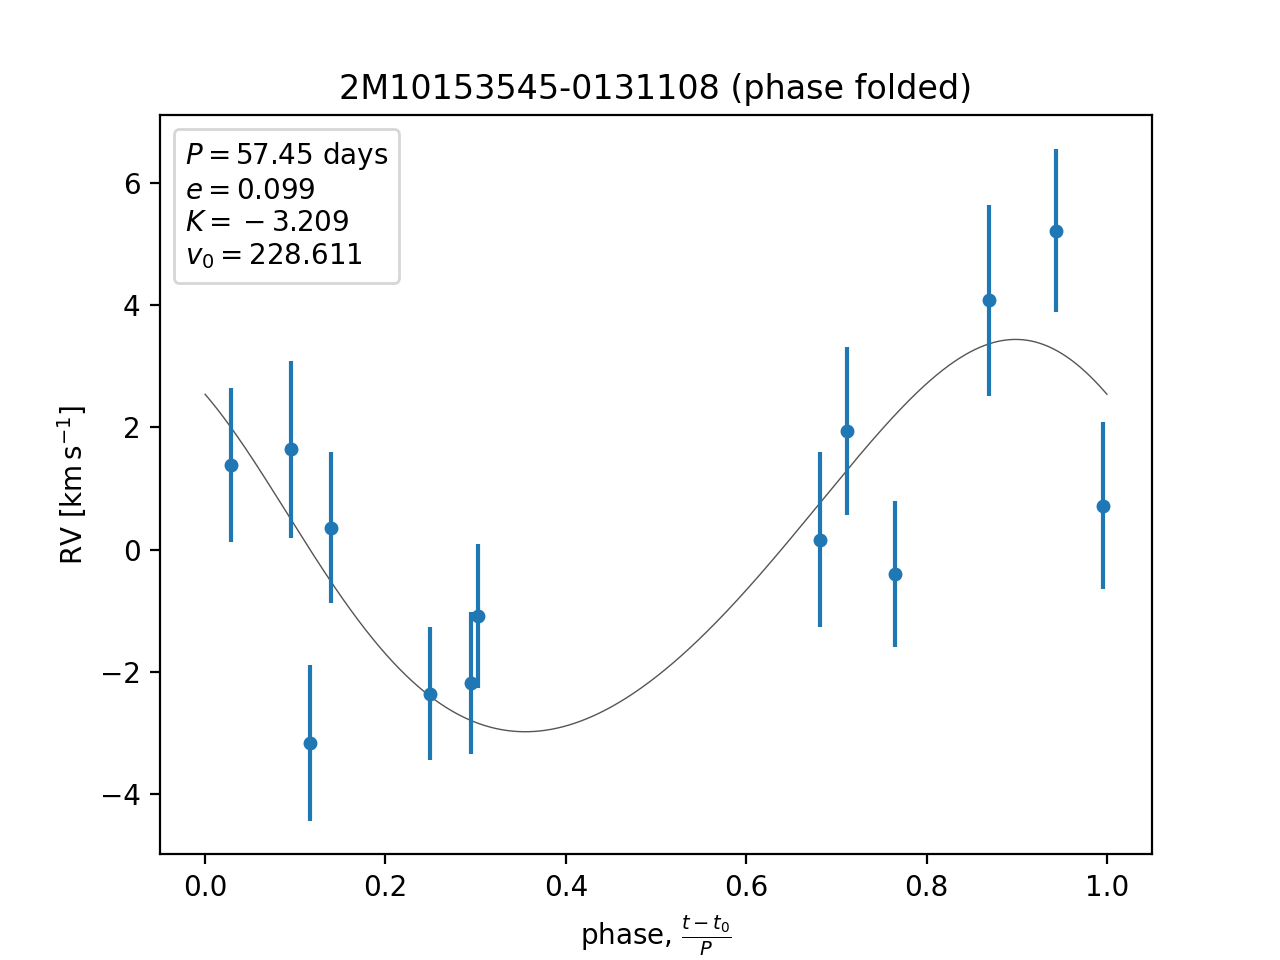 2M10153545-0131108 (phase folded)
P = 57.45 days
e = 0.099
K = −3.209
v₀ = 228.611
6
4
2
0
−2
−4
RV [km s⁻¹]
0.0 0.2 0.4 0.6 0.8 1.0
phase, (t − t₀)/P